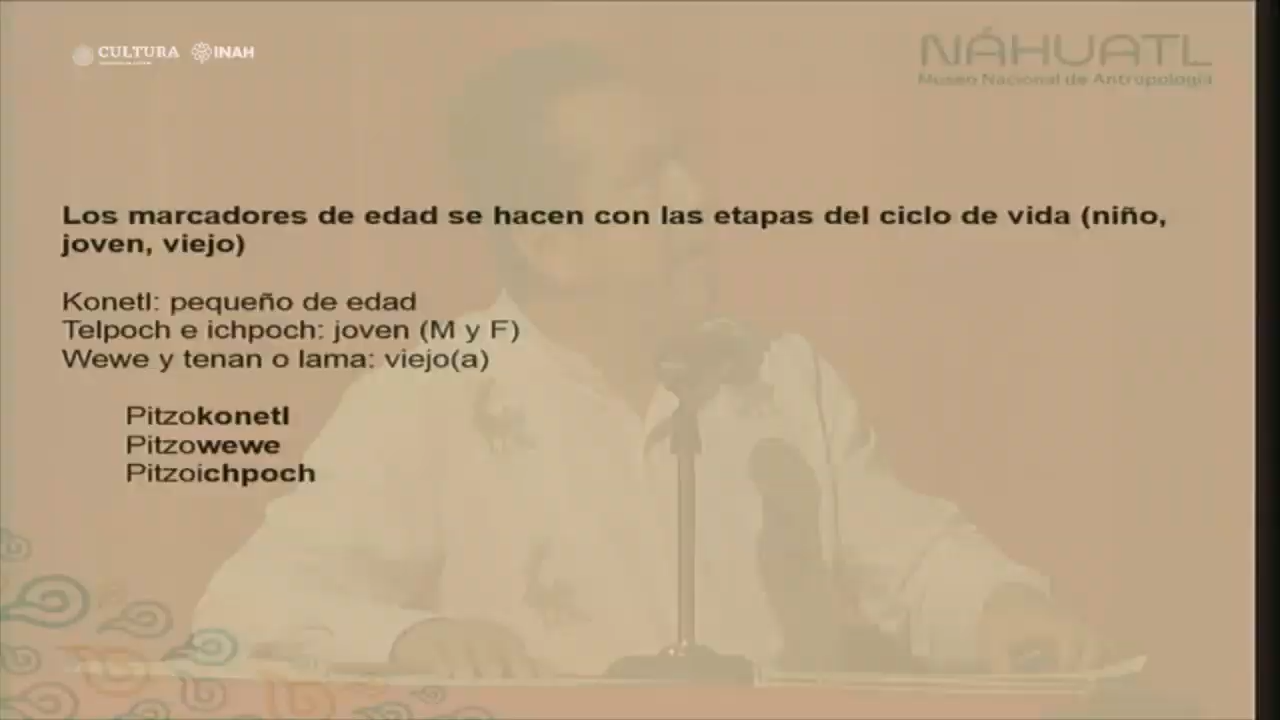 CULTURA INAH
NÁHUATL
Museo Nacional de Antropología
Los marcadores de edad se hacen con las etapas del ciclo de vida (niño,
joven, viejo)
Konetl: pequeño de edad
Telpoch e ichpoch: joven (M y F)
Wewe y tenan o lama: viejo(a)
Pitzokonetl
Pitzowewe
Pitzoichpoch